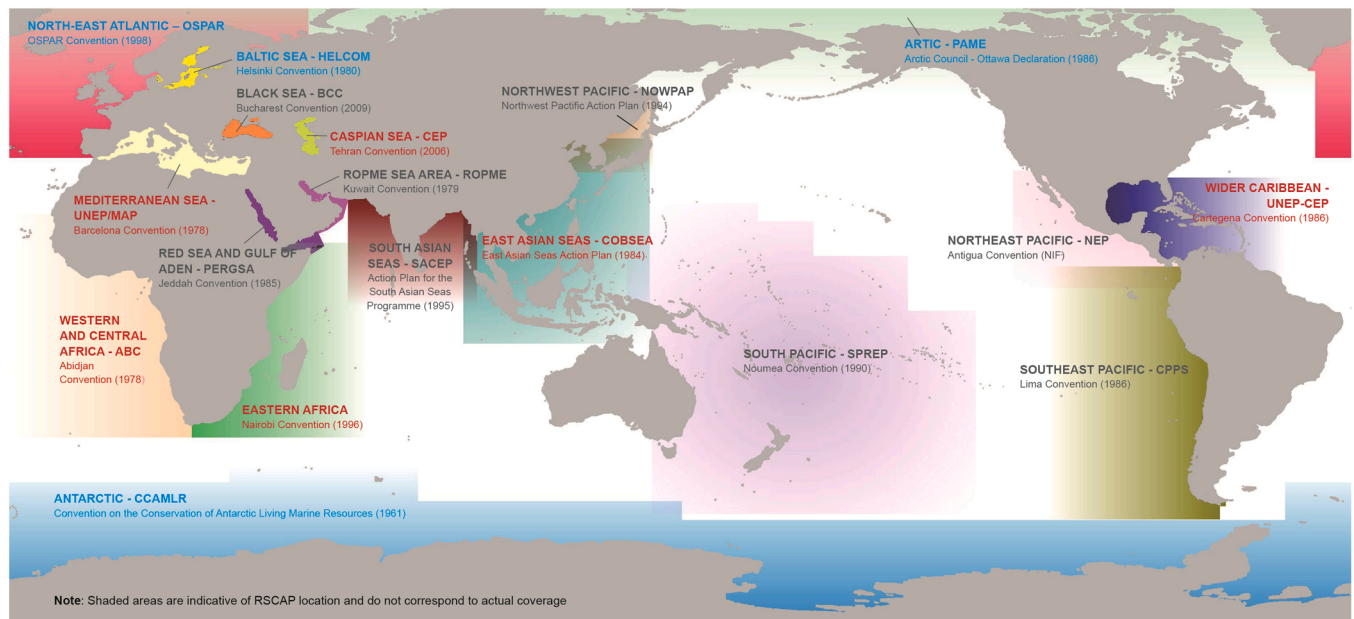 NORTH-EAST ATLANTIC – OSPAR
OSPAR Convention (1998)
BALTIC SEA - HELCOM
Helsinki Convention (1980)
BLACK SEA - BCC
Bucharest Convention (2009)
CASPIAN SEA - CEP
Tehran Convention (2006)
NORTHWEST PACIFIC - NOWPAP
Northwest Pacific Action Plan (1994)
ARTIC - PAME
Arctic Council - Ottawa Declaration (1986)
ROPME SEA AREA - ROPME
Kuwait Convention (1979
MEDITERRANEAN SEA -
UNEP/MAP
Barcelona Convention (1978)
RED SEA AND GULF OF
ADEN - PERGSA
Jeddah Convention (1985)
SOUTH ASIAN
SEAS - SACEP
Action Plan for the
South Asian Seas
Programme (1995)
EAST ASIAN SEAS - COBSEA
East Asian Seas Action Plan (1984)
WIDER CARIBBEAN -
UNEP-CEP
Cartegena Convention (1986)
NORTHEAST PACIFIC - NEP
Antigua Convention (NIF)
WESTERN
AND CENTRAL
AFRICA - ABC
Abidjan
Convention (1978)
EASTERN AFRICA
Nairobi Convention (1996)
SOUTH PACIFIC - SPREP
Noumea Convention (1990)
SOUTHEAST PACIFIC - CPPS
Lima Convention (1986)
ANTARCTIC - CCAMLR
Convention on the Conservation of Antarctic Living Marine Resources (1961)
Note: Shaded areas are indicative of RSCAP location and do not correspond to actual coverage